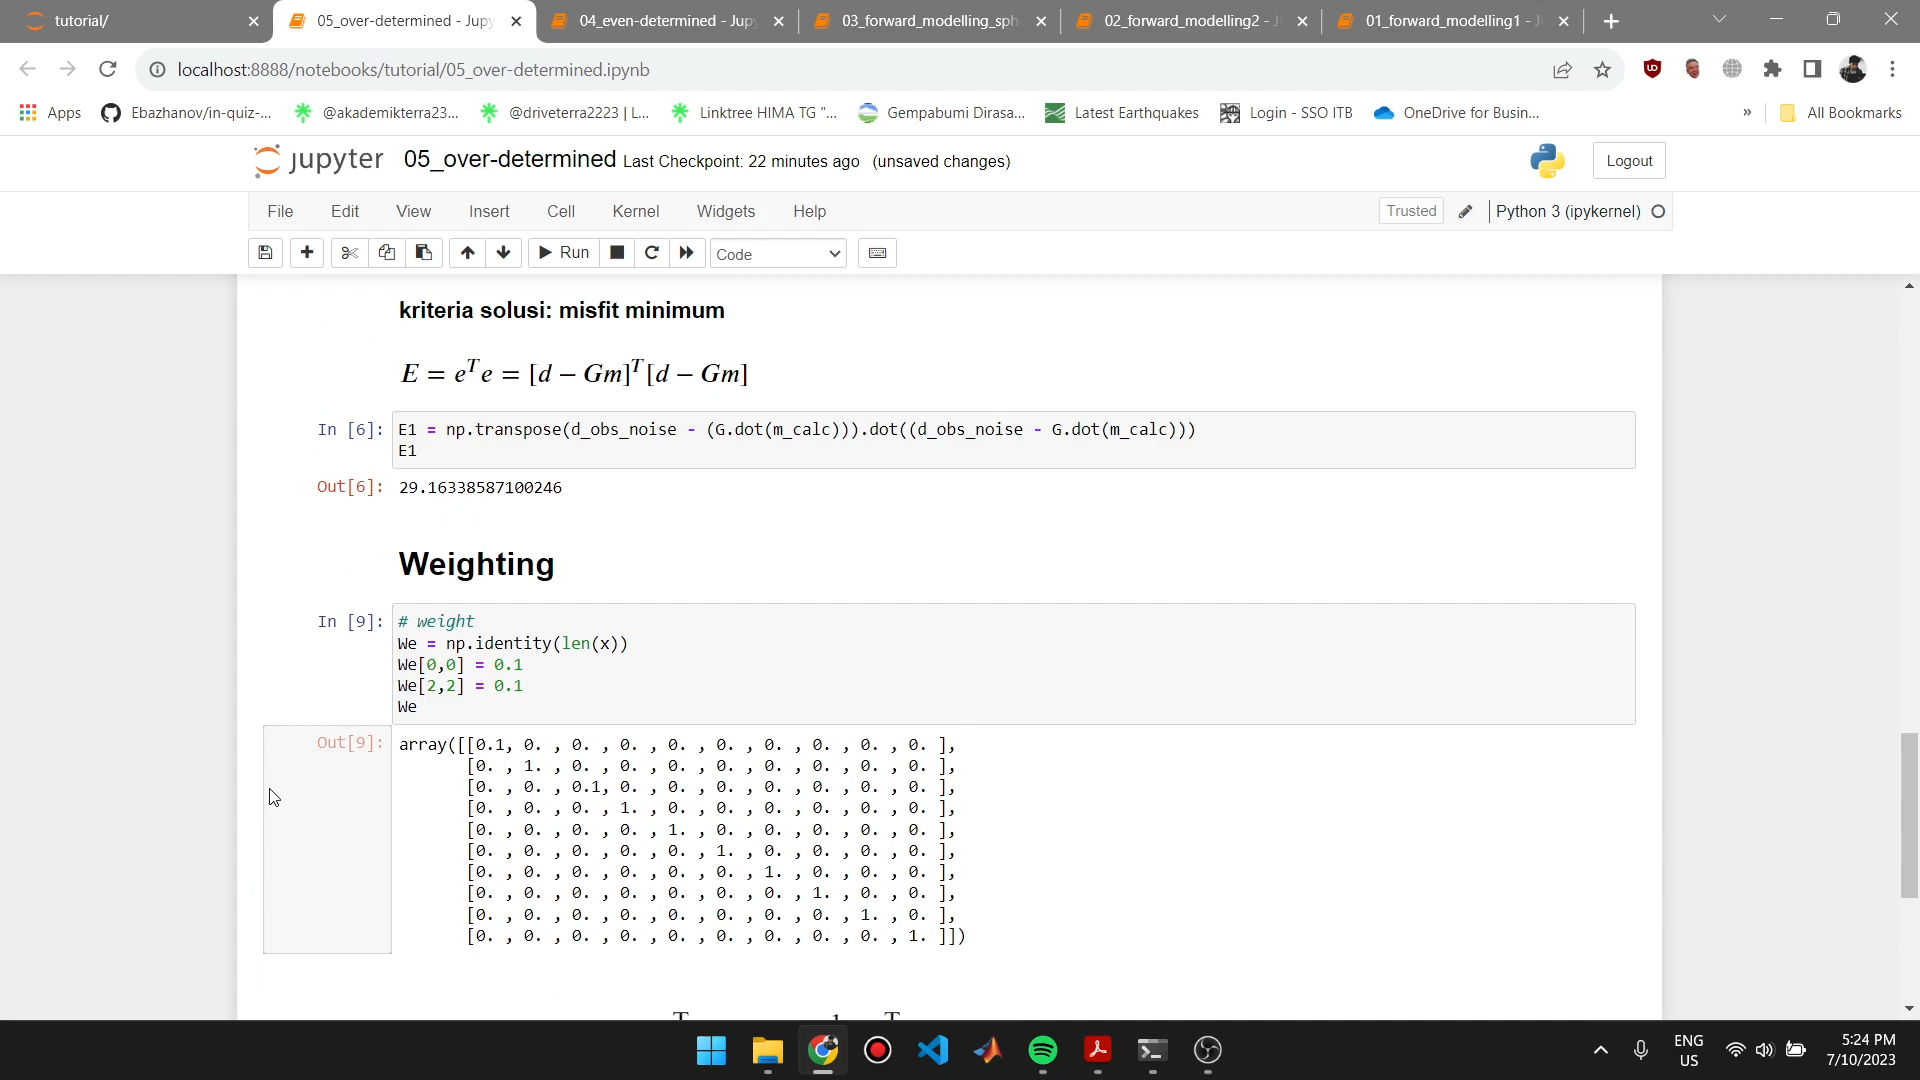 tutorial/
05_over-determined - Jupy
04_even-determined - Jup
03_forward_modelling_sph
02_forward_modelling2 - J
01_forward_modelling1 - J
localhost:8888/notebooks/tutorial/05_over-determined.ipynb
Apps
Ebazhanov/in-quiz-...
@akademikterra23...
@driveterra2223 | L...
Linktree HIMA TG "...
Gempabumi Dirasa...
Latest Earthquakes
Login - SSO ITB
OneDrive for Busin...
»
All Bookmarks
jupyter 05_over-determined Last Checkpoint: 22 minutes ago (unsaved changes)
Logout
File Edit View Insert Cell Kernel Widgets Help
Trusted
Python 3 (ipykernel)
Run
Code
kriteria solusi: misfit minimum
E = e^T e = [d − Gm]^T [d − Gm]
In [6]: E1 = np.transpose(d_obs_noise - (G.dot(m_calc))).dot((d_obs_noise - G.dot(m_calc)))
E1
Out[6]: 29.16338587100246
Weighting
In [9]: # weight
We = np.identity(len(x))
We[0,0] = 0.1
We[2,2] = 0.1
We
Out[9]: array([[0.1, 0. , 0. , 0. , 0. , 0. , 0. , 0. , 0. , 0. ],
[0. , 1. , 0. , 0. , 0. , 0. , 0. , 0. , 0. , 0. ],
[0. , 0. , 0.1, 0. , 0. , 0. , 0. , 0. , 0. , 0. ],
[0. , 0. , 0. , 1. , 0. , 0. , 0. , 0. , 0. , 0. ],
[0. , 0. , 0. , 0. , 1. , 0. , 0. , 0. , 0. , 0. ],
[0. , 0. , 0. , 0. , 0. , 1. , 0. , 0. , 0. , 0. ],
[0. , 0. , 0. , 0. , 0. , 0. , 1. , 0. , 0. , 0. ],
[0. , 0. , 0. , 0. , 0. , 0. , 0. , 1. , 0. , 0. ],
[0. , 0. , 0. , 0. , 0. , 0. , 0. , 0. , 1. , 0. ],
[0. , 0. , 0. , 0. , 0. , 0. , 0. , 0. , 0. , 1. ]])
ENG
US
5:24 PM
7/10/2023